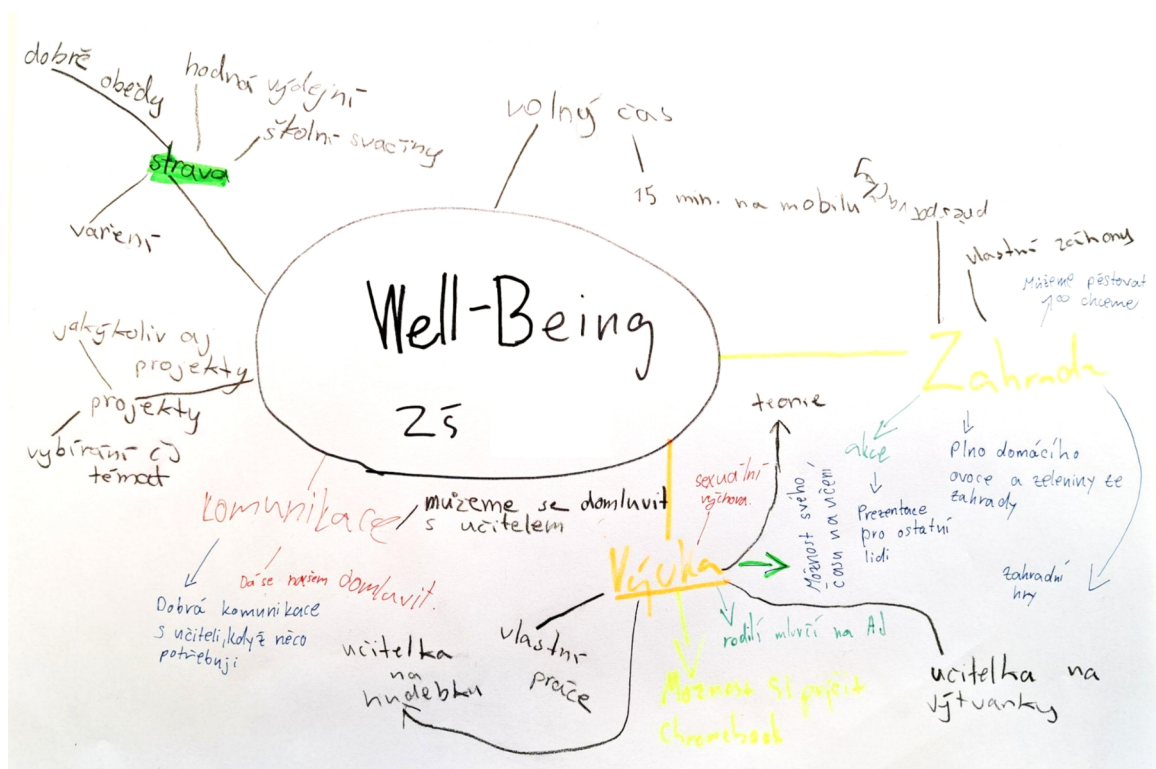 dobrě
obědy
hodná výdejní
školní svačiny
strava
vaření
volný čas
15 min. na mobilu
vlastní záhony
Můžeme pěstovat
chceme
Well-Being
ZŠ
Zahrada
jakýkoliv aj
projekty
projekty
vybírání čj
témat
teorie
akce
Plno domácího
ovoce a zeleniny ze
zahrady
Prezentace
pro ostatní
lidi
zahradní
hry
komunikace
můžeme se domluvit
s učitelem
Dá se na všem domluvit.
Dobrá komunikace
s učiteli, když něco
potřebuji
sexuální
výchova.
Výuka
Možnost svého
času na učení
rodilí mluvčí na AJ
vlastní
práce
učitelka
na
hudebku
Možnost si půjčit
Chromebook
učitelka na
výtvarky